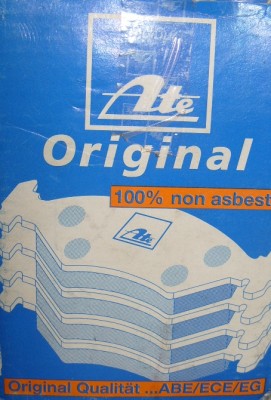 Ate
Original
100% non asbest
Ate
Original Qualität ...ABE/ECE/EG